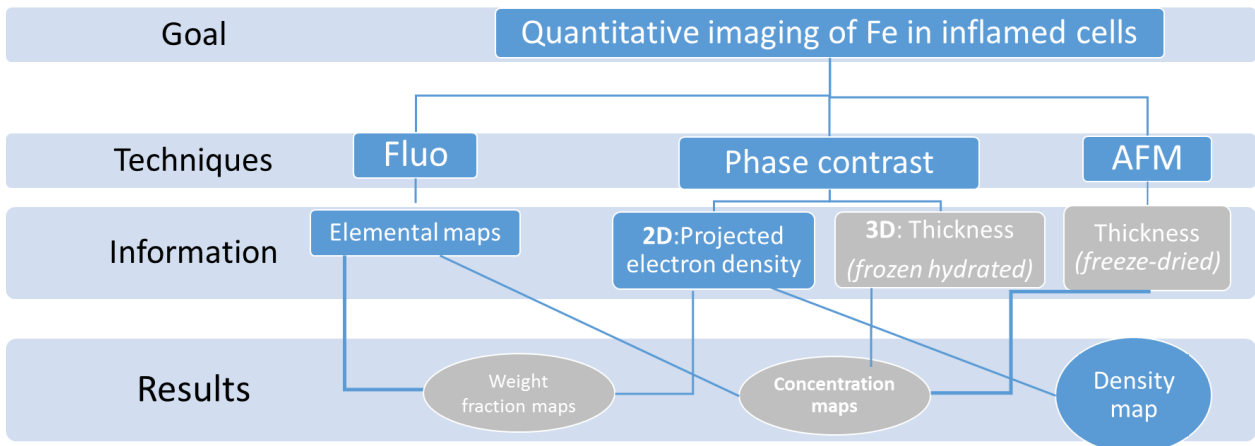 Goal
Quantitative imaging of Fe in inflamed cells
Techniques
Fluo
Phase contrast
AFM
Information
Elemental maps
2D:Projected
electron density
3D: Thickness
(frozen hydrated)
Thickness
(freeze-dried)
Results
Weight
fraction maps
Concentration
maps
Density
map